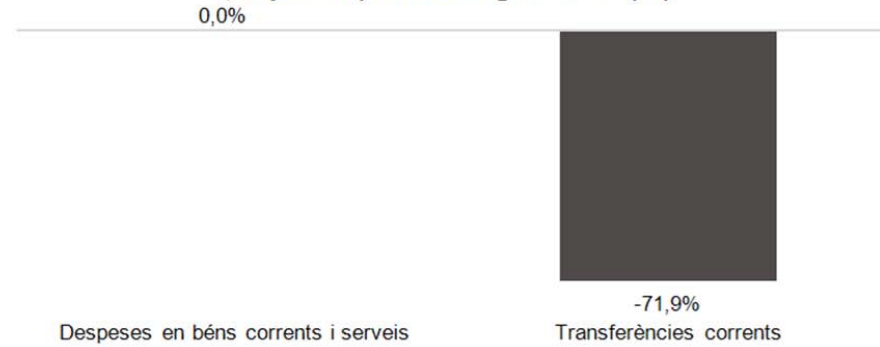 0,0%
-71,9%
Despeses en béns corrents i serveis
Transferències corrents